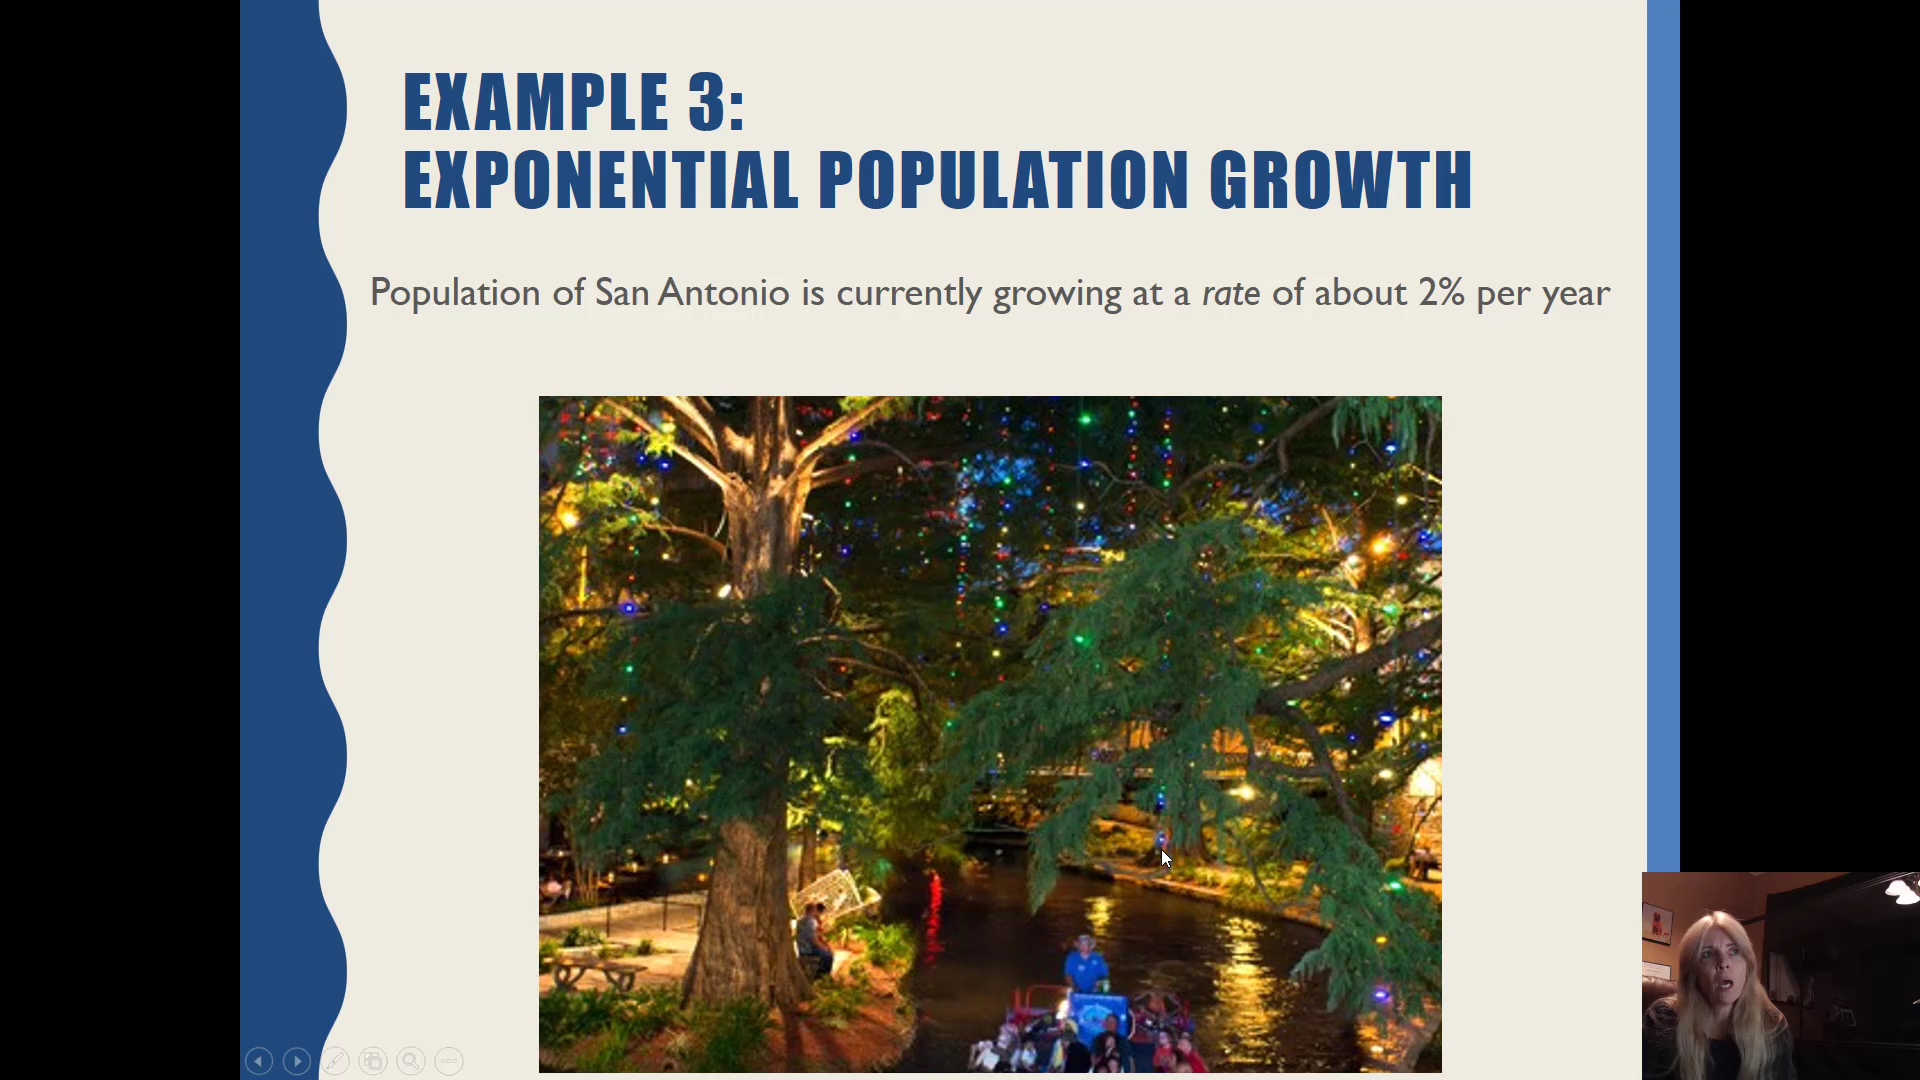 EXAMPLE 3:
EXPONENTIAL POPULATION GROWTH
Population of San Antonio is currently growing at a rate of about 2% per year